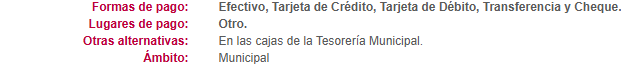 Formas de pago: Efectivo, Tarjeta de Crédito, Tarjeta de Débito, Transferencia y Cheque.
Lugares de pago: Otro.
Otras alternativas: En las cajas de la Tesorería Municipal.
Ámbito: Municipal